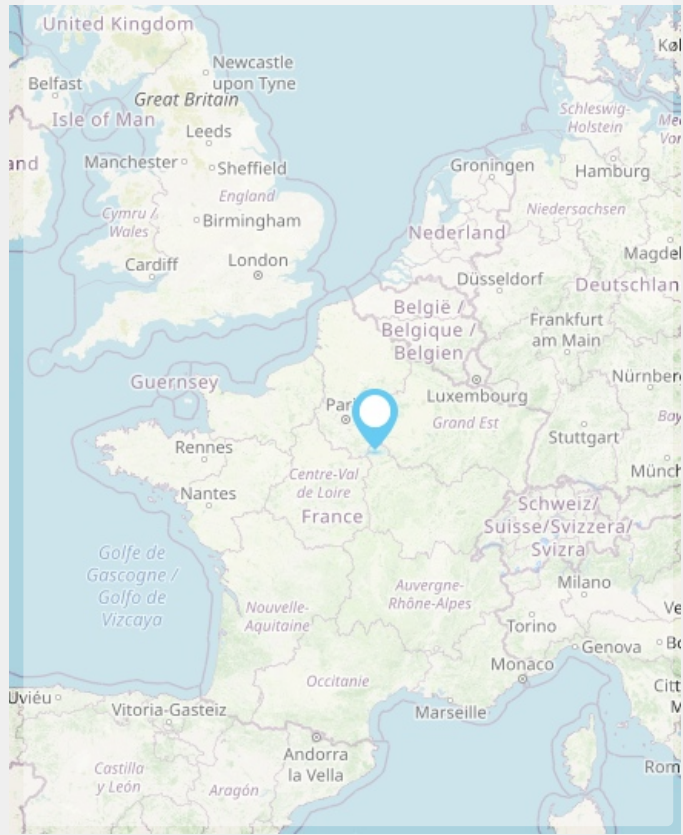 United Kingdom
Newcastle
upon Tyne
Belfast
Great Britain
Isle of Man
Leeds
Manchester
Sheffield
England
Cymru /
Wales
Birmingham
Cardiff
London
Schleswig-
Holstein
Groningen
Hamburg
Niedersachsen
Nederland
Düsseldorf
België /
Belgique /
Belgien
Frankfurt
am Main
Guernsey
Luxembourg
Grand Est
Stuttgart
Rennes
Centre-Val
de Loire
Nantes
France
Schweiz/
Suisse/Svizzera/
Svizra
Golfe de
Gascogne /
Golfo de
Vizcaya
Auvergne-
Rhône-Alpes
Nouvelle-
Aquitaine
Milano
Torino
Genova
Monaco
Occitanie
Marseille
Vitoria-Gasteiz
Andorra
la Vella
Castilla
y León
Aragón